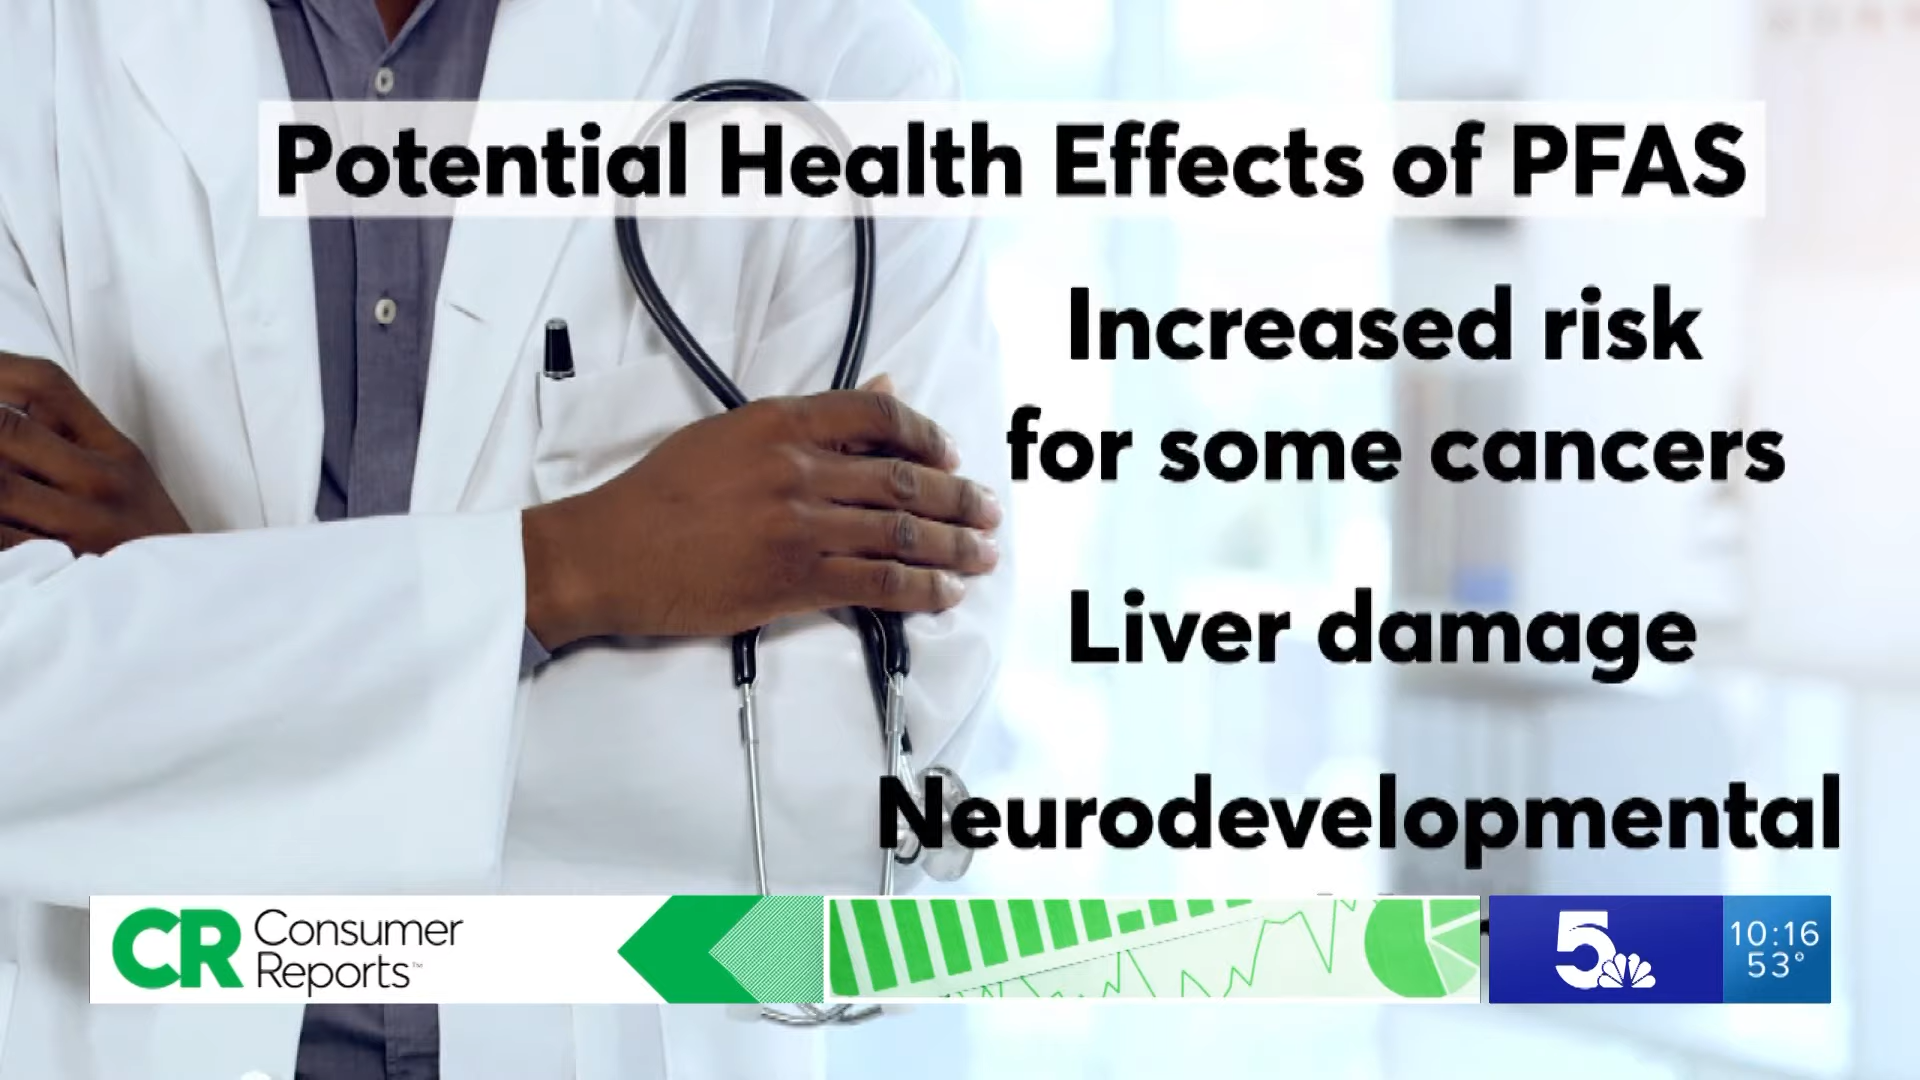 Potential Health Effects of PFAS
Increased risk
for some cancers
Liver damage
Neurodevelopmental
CR Consumer
Reports™
5
10:16
53°